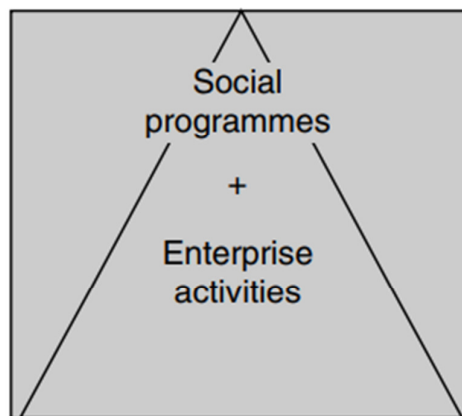 Social
programmes
+
Enterprise
activities